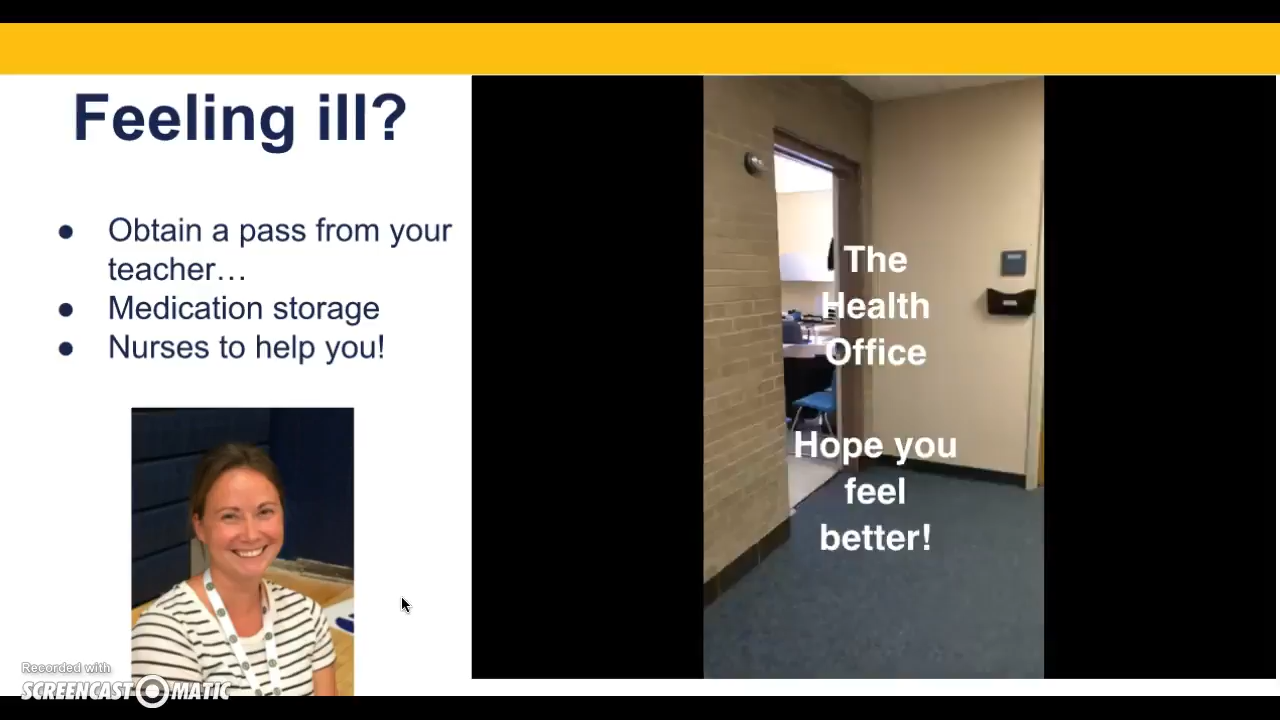 Feeling ill?
● Obtain a pass from your
teacher…
● Medication storage
● Nurses to help you!
The
Health
Office
Hope you
feel
better!
Recorded with
SCREENCAST-O-MATIC